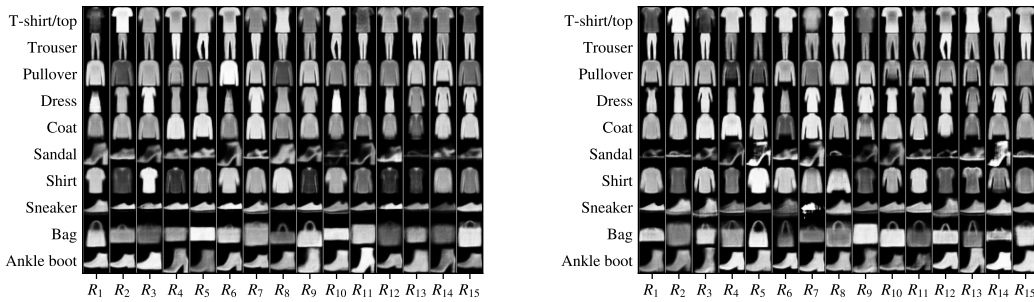 T-shirt/top
Trouser
Pullover
Dress
Coat
Sandal
Shirt
Sneaker
Bag
Ankle boot
R1 R2 R3 R4 R5 R6 R7 R8 R9 R10 R11 R12 R13 R14 R15
T-shirt/top
Trouser
Pullover
Dress
Coat
Sandal
Shirt
Sneaker
Bag
Ankle boot
R1 R2 R3 R4 R5 R6 R7 R8 R9 R10 R11 R12 R13 R14 R15